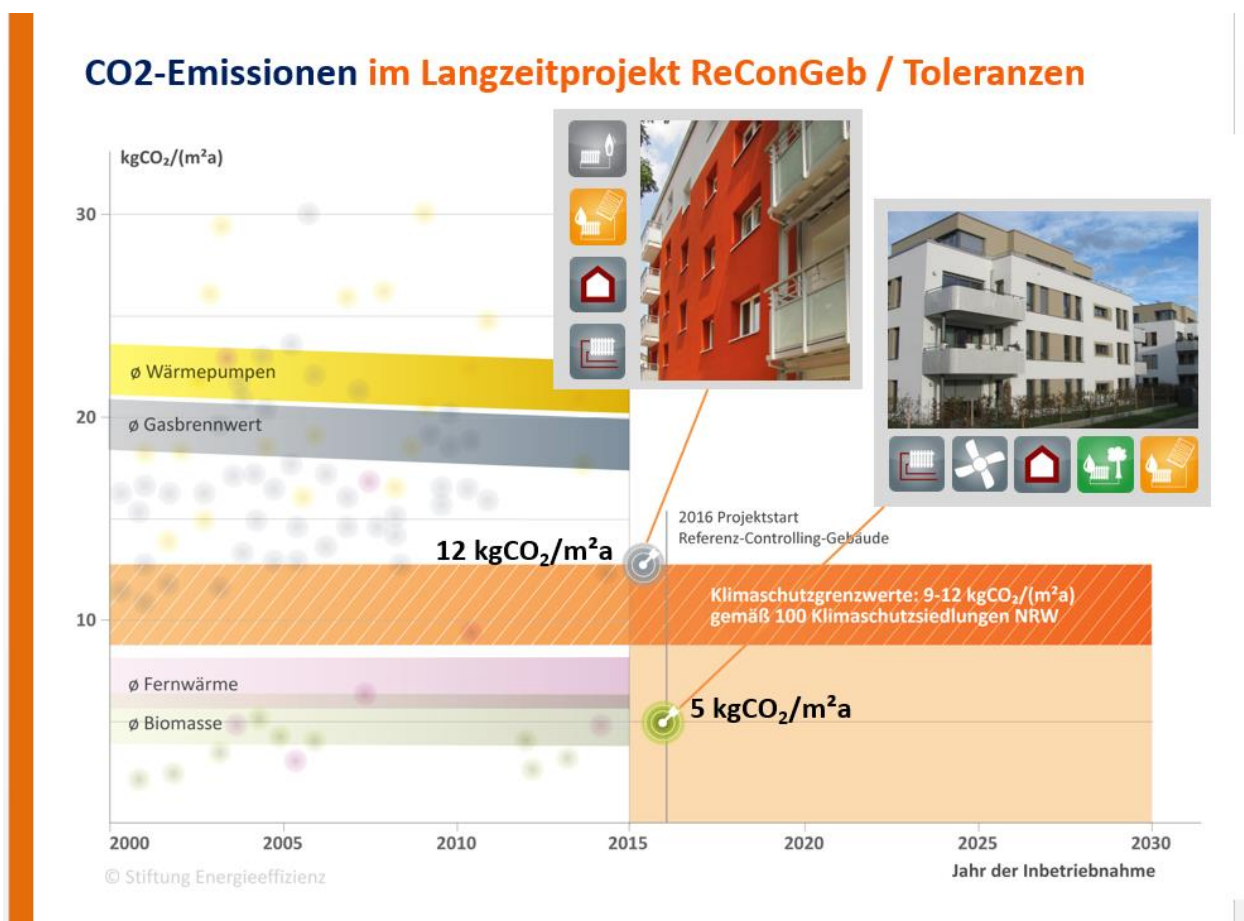 CO2-Emissionen im Langzeitprojekt ReConGeb / Toleranzen
kgCO₂/(m²a)
30
ø Wärmepumpen
20
ø Gasbrennwert
2016 Projektstart
Referenz-Controlling-Gebäude
12 kgCO₂/m²a
Klimaschutzgrenzwerte: 9-12 kgCO₂/(m²a)
gemäß 100 Klimaschutzsiedlungen NRW
10
ø Fernwärme
5 kgCO₂/m²a
ø Biomasse
2000 2005 2010 2015 2020 2025 2030
Jahr der Inbetriebnahme
© Stiftung Energieeffizienz